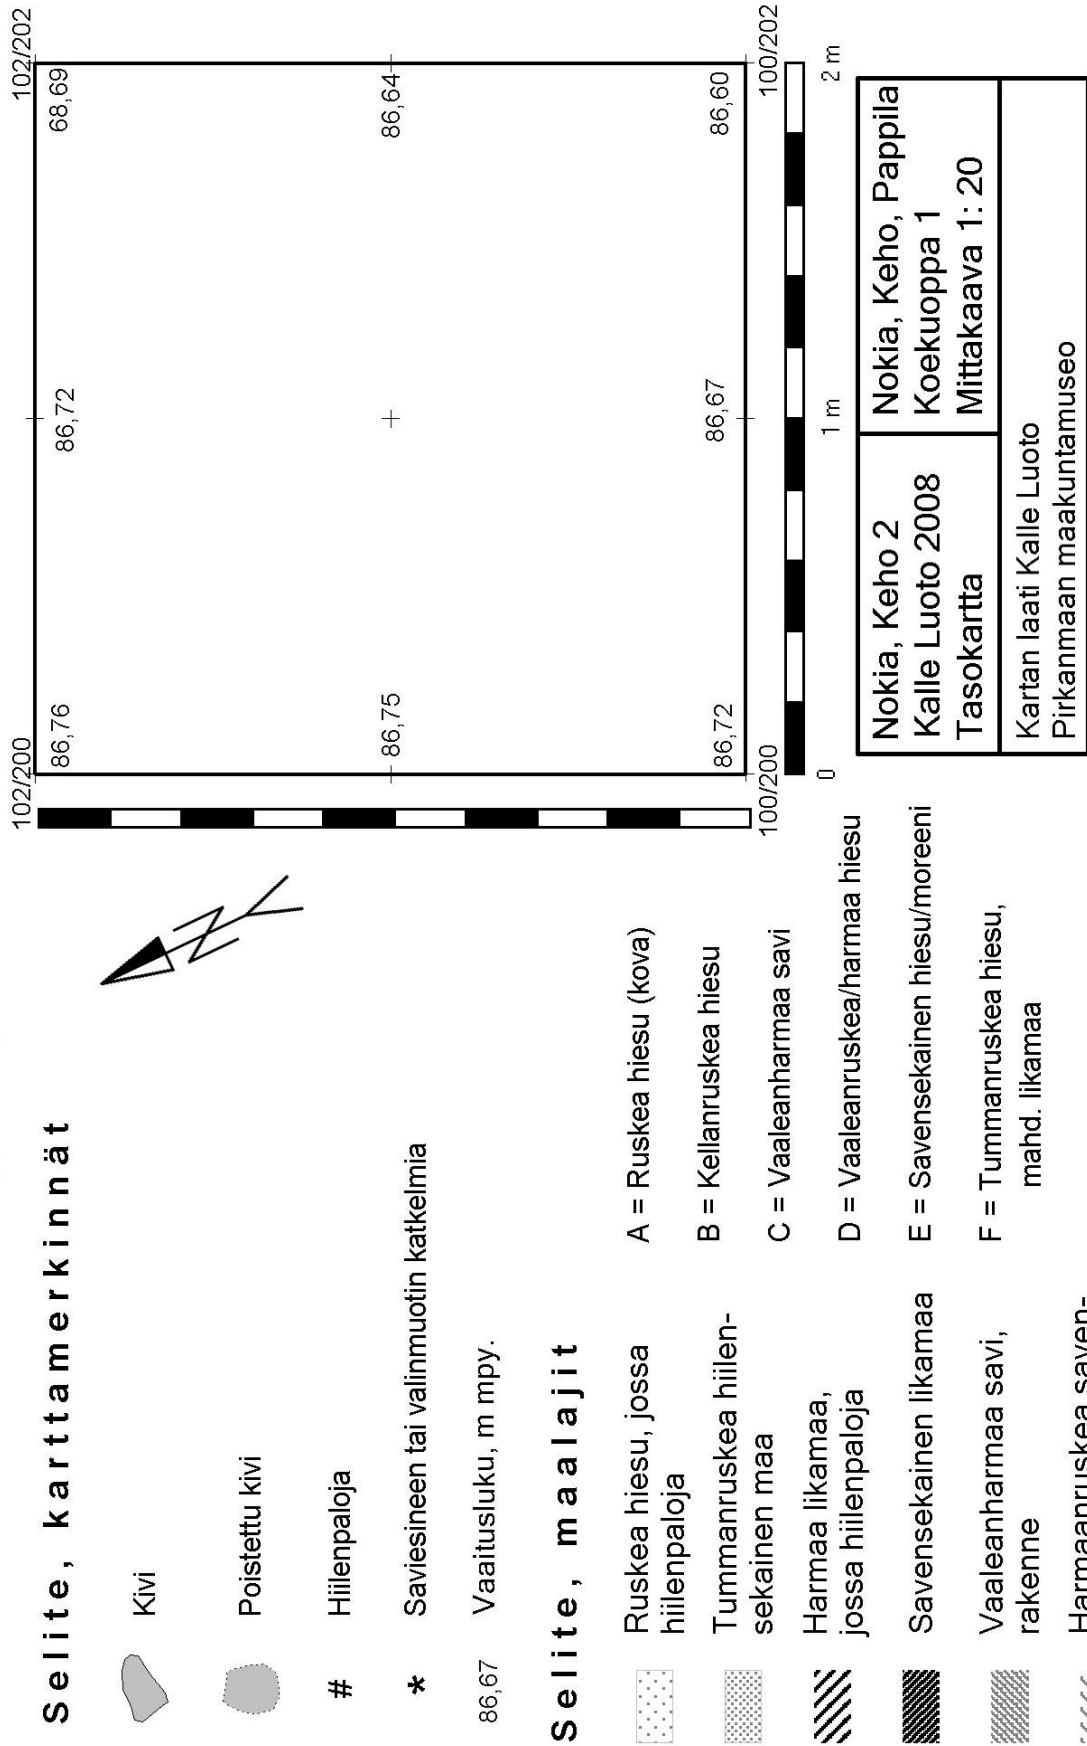 Selite, karttamerkinnät
Kivi
Poistettu kivi
# Hiilenpaloja
* Saviesineen tai valinmuotin katkelmia
86,67 Vaaitusluku, m mpy.
Selite, maalajit
Ruskea hiesu, jossa
hiilenpaloja
Tummanruskea hiilen-
sekainen maa
Harmaa likamaa,
jossa hiilenpaloja
Savensekainen likamaa
Vaaleanharmaa savi,
rakenne
Harmaanruskea saven-
A = Ruskea hiesu (kova)
B = Kellanruskea hiesu
C = Vaaleanharmaa savi
D = Vaaleanruskea/harmaa hiesu
E = Savensekainen hiesu/moreeni
F = Tummanruskea hiesu,
mahd. likamaa
102/200
102/202
86,76
86,72
68,69
86,75
86,64
86,72
86,67
86,60
100/200
100/202
0
1 m
2 m
Nokia, Keho 2
Kalle Luoto 2008
Tasokartta
Nokia, Keho, Pappila
Koekuoppa 1
Mittakaava 1: 20
Kartan laati Kalle Luoto
Pirkanmaan maakuntamuseo